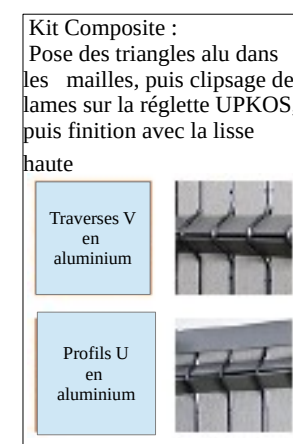 Kit Composite :
Pose des triangles alu dans
les mailles, puis clipsage de
lames sur la réglette UPKOS,
puis finition avec la lisse
haute
Traverses V
en
aluminium
Profils U
en
aluminium